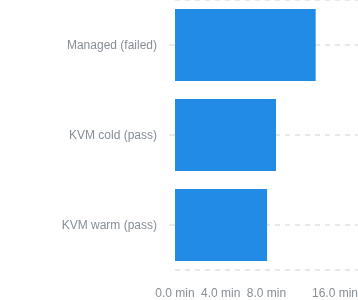 Managed (failed)
KVM cold (pass)
KVM warm (pass)
0.0 min 4.0 min 8.0 min 16.0 min